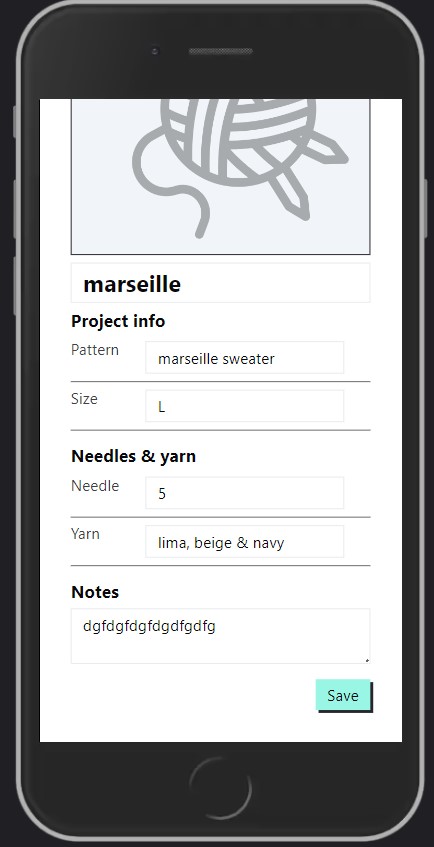 marseille
Project info
Pattern
marseille sweater
Size
L
Needles & yarn
Needle
5
Yarn
lima, beige & navy
Notes
dgfdgfdgfdgdfgdfg
Save